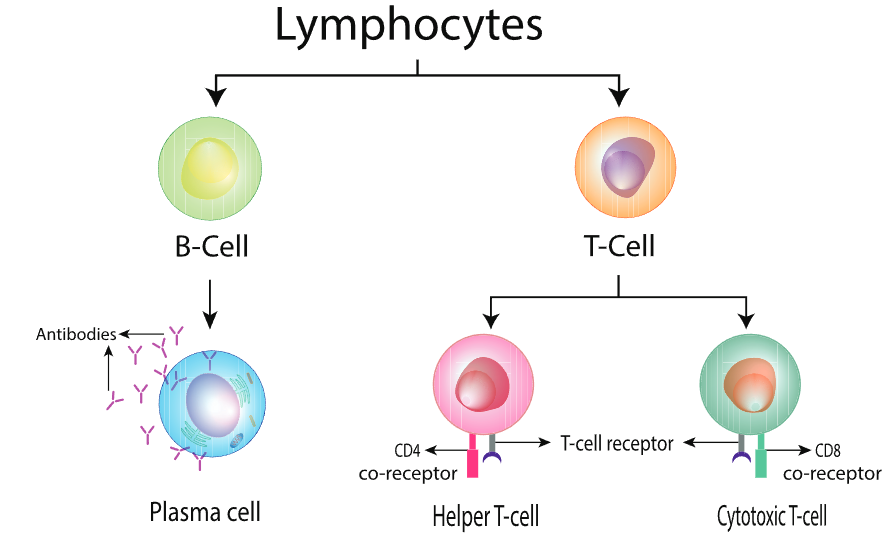 Lymphocytes
B-Cell
T-Cell
Antibodies
CD4
co-receptor
T-cell receptor
CD8
co-receptor
Plasma cell
Helper T-cell
Cytotoxic T-cell